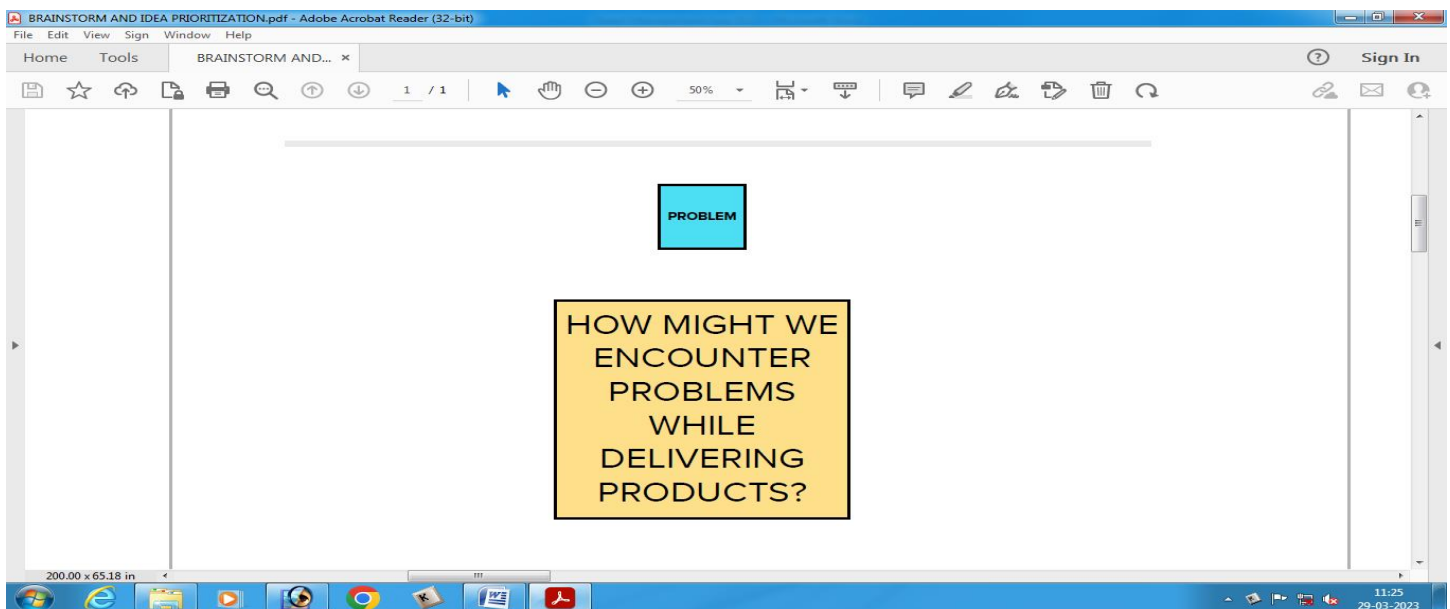 BRAINSTORM AND IDEA PRIORITIZATION.pdf - Adobe Acrobat Reader (32-bit)
File Edit View Sign Window Help
Home Tools BRAINSTORM AND... × ? Sign In
1 / 1 50%
PROBLEM
HOW MIGHT WE
ENCOUNTER
PROBLEMS
WHILE
DELIVERING
PRODUCTS?
200.00 x 65.18 in
11:25
29-03-2023